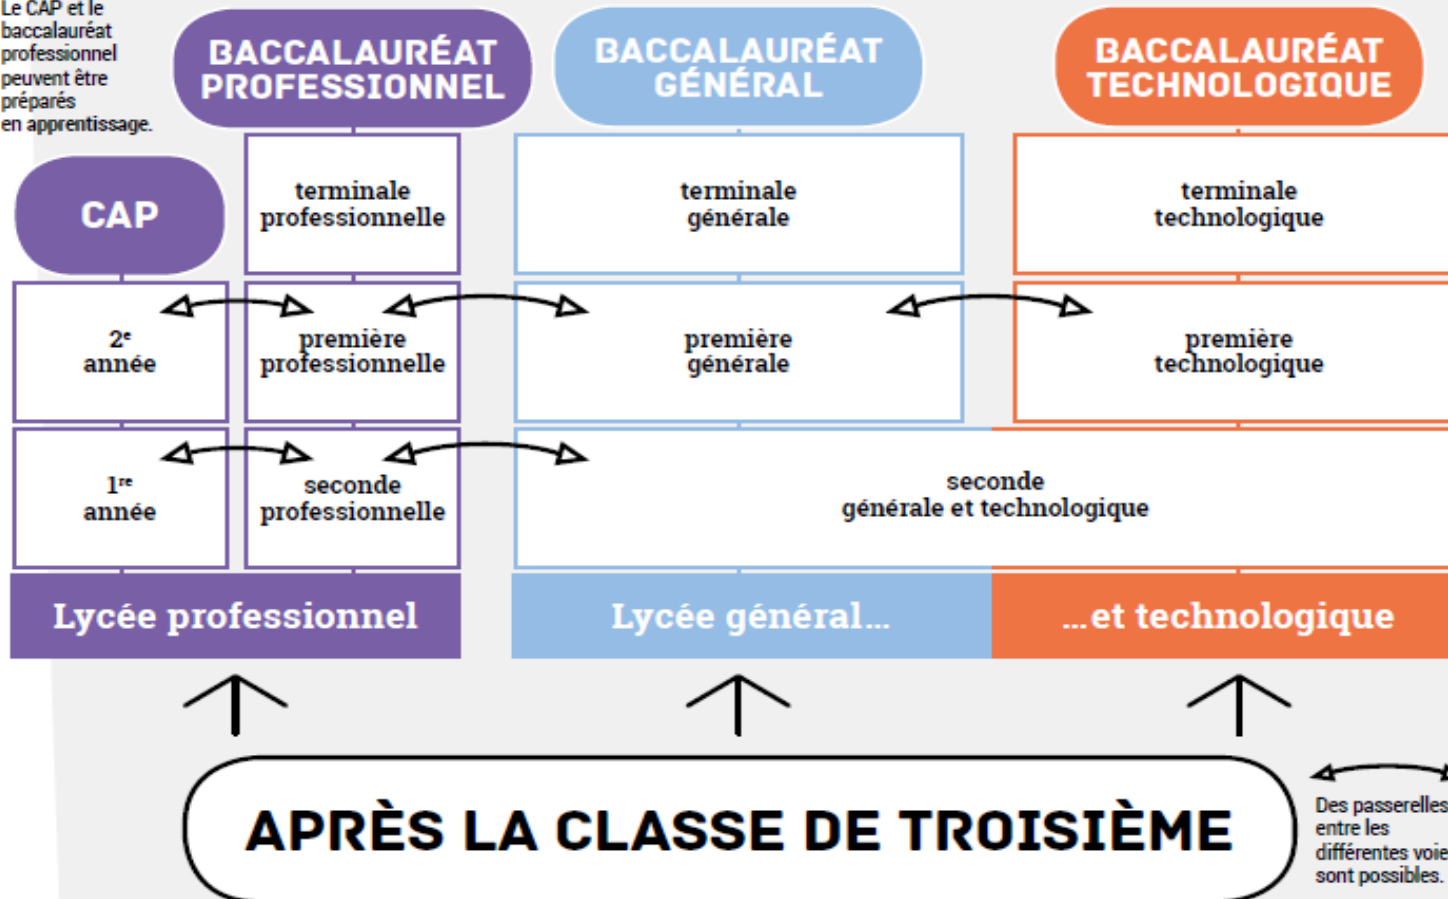 Le CAP et le
baccalauréat
professionnel
peuvent être
préparés
en apprentissage.
BACCALAURÉAT
PROFESSIONNEL
BACCALAURÉAT
GÉNÉRAL
BACCALAURÉAT
TECHNOLOGIQUE
CAP
terminale
professionnelle
terminale
générale
terminale
technologique
2e
année
première
professionnelle
première
générale
première
technologique
1re
année
seconde
professionnelle
seconde
générale et technologique
Lycée professionnel
Lycée général...
...et technologique
APRÈS LA CLASSE DE TROISIÈME
Des passerelles
entre les
différentes voie
sont possibles.